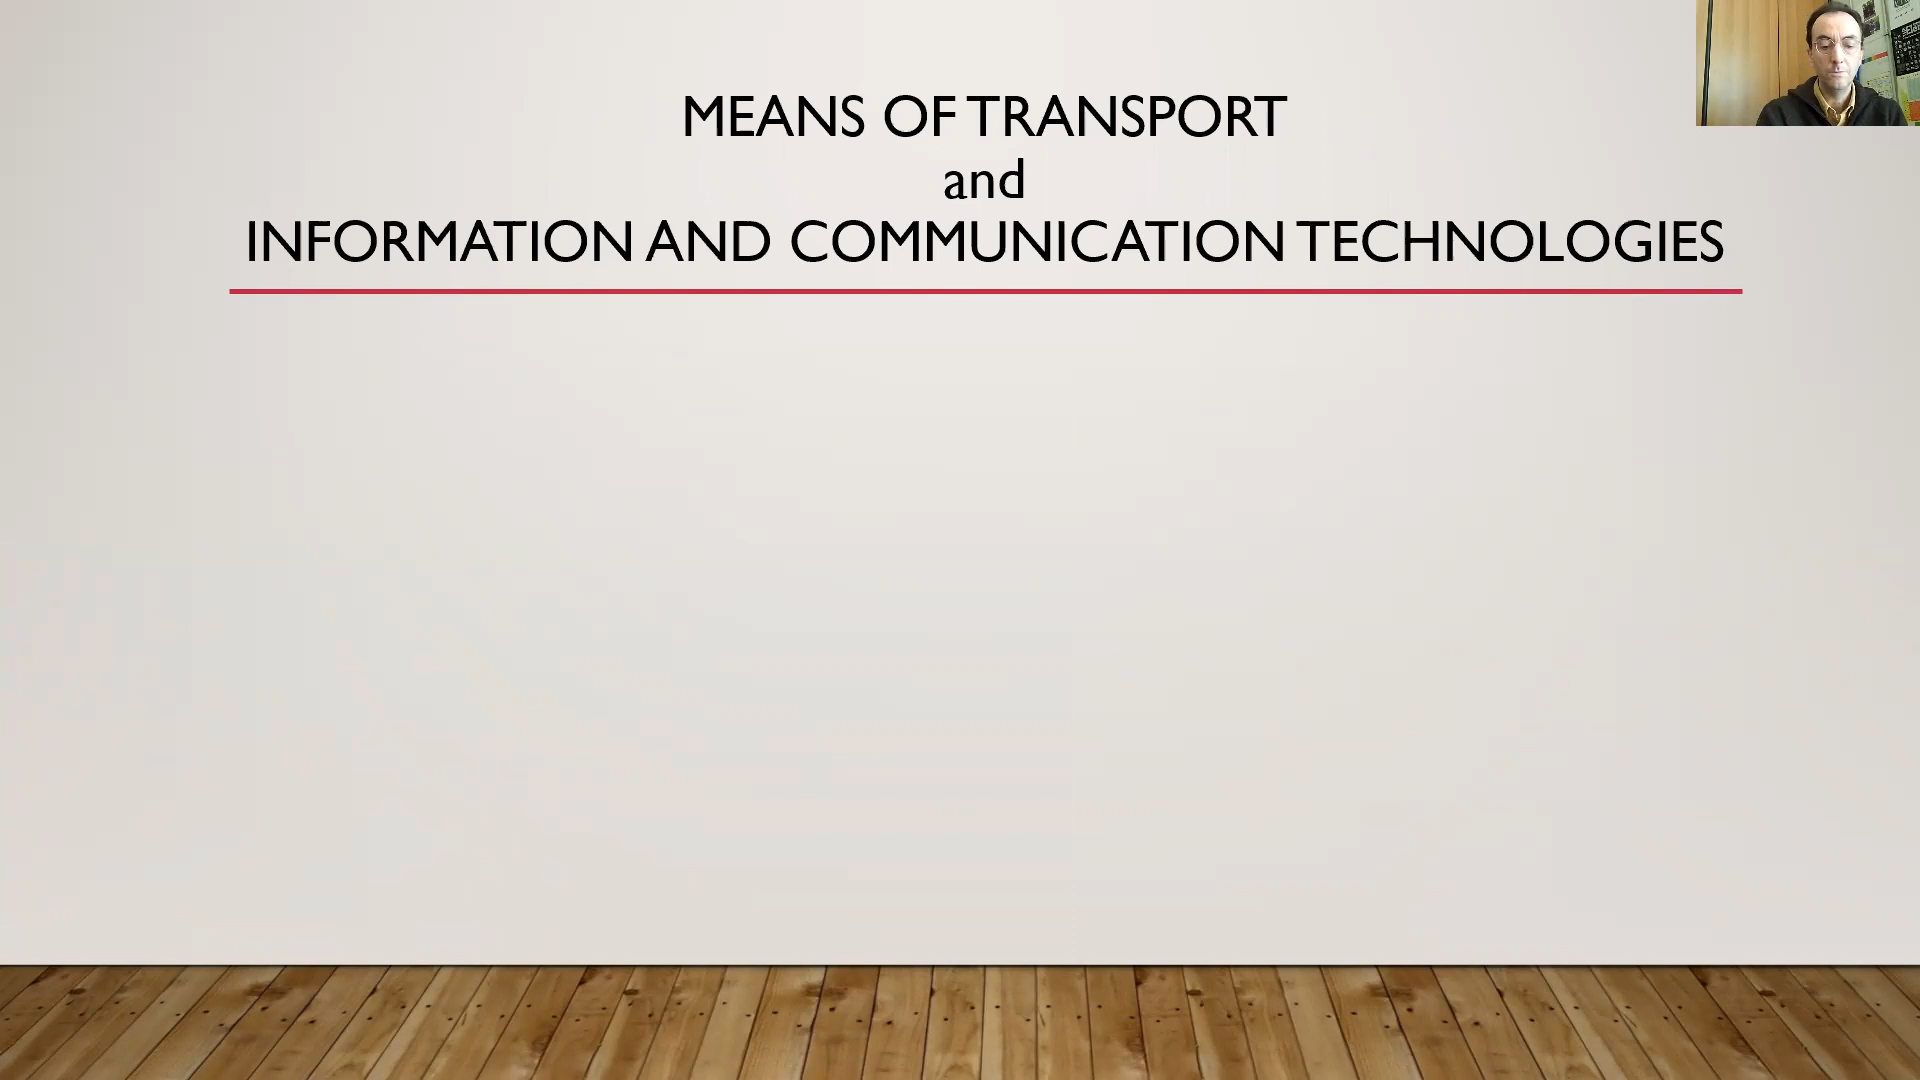 MEANS OF TRANSPORT
and
INFORMATION AND COMMUNICATION TECHNOLOGIES